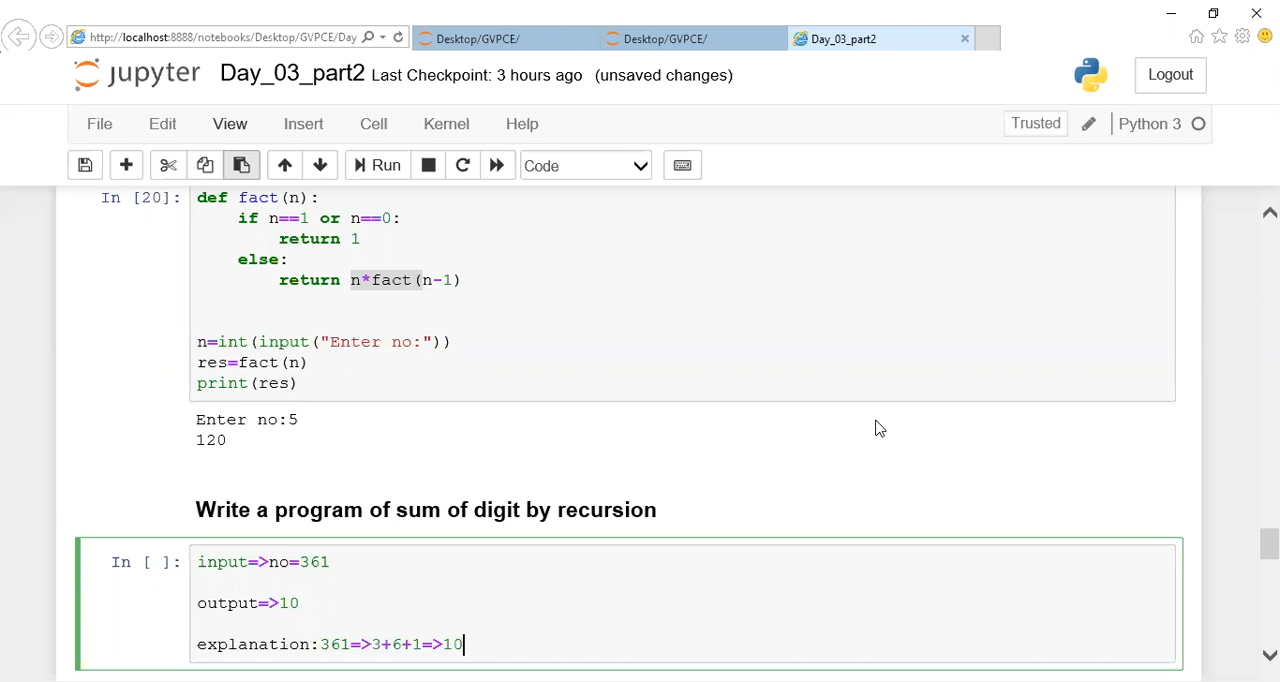 http://localhost:8888/notebooks/Desktop/GVPCE/Day
Desktop/GVPCE/
Desktop/GVPCE/
Day_03_part2
jupyter Day_03_part2 Last Checkpoint: 3 hours ago (unsaved changes)
Logout
File Edit View Insert Cell Kernel Help
Trusted
Python 3
Run
Code
In [20]: def fact(n):
    if n==1 or n==0:
        return 1
    else:
        return n*fact(n-1)
n=int(input("Enter no:"))
res=fact(n)
print(res)
Enter no:5
120
Write a program of sum of digit by recursion
In [ ]: input=>no=361
output=>10
explanation:361=>3+6+1=>10